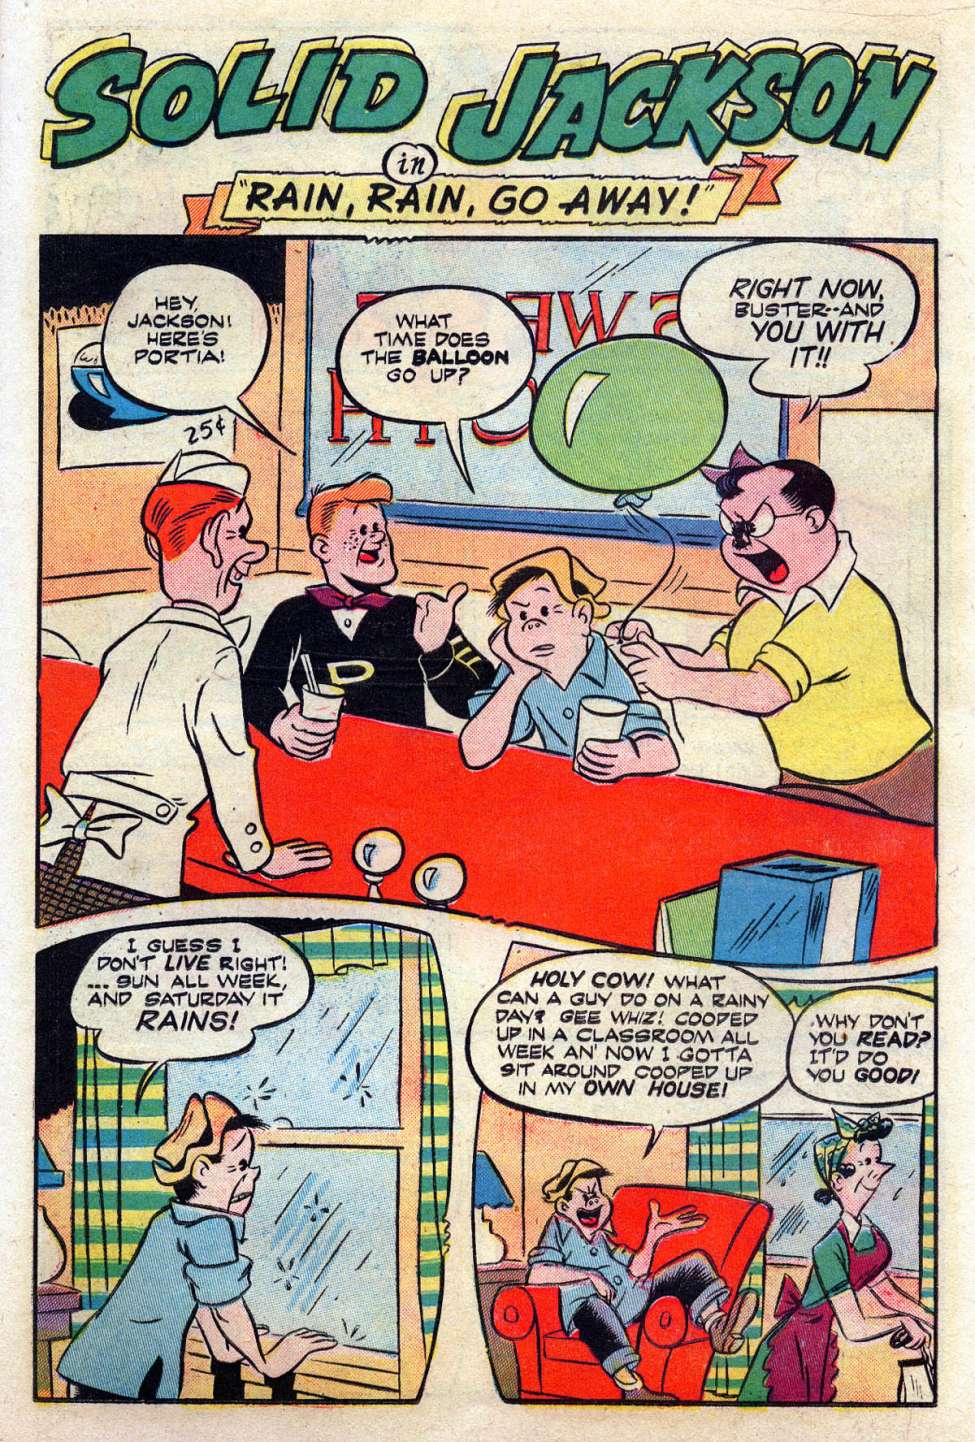 SOLID JACKSON
in
"RAIN, RAIN, GO AWAY!"
HEY,
JACKSON!
HERE'S
PORTIA!
WHAT
TIME DOES
THE BALLOON
GO UP?
RIGHT NOW,
BUSTER--AND
YOU WITH
IT!!
25¢
I GUESS I
DON'T LIVE RIGHT!
... SUN ALL WEEK,
AND SATURDAY IT
RAINS!
HOLY COW! WHAT
CAN A GUY DO ON A RAINY
DAY? GEE WHIZ! COOPED
UP IN A CLASSROOM ALL
WEEK AN' NOW I GOTTA
SIT AROUND COOPED UP
IN MY OWN HOUSE!
WHY DON'T
YOU READ?
IT'D DO
YOU GOOD!
D